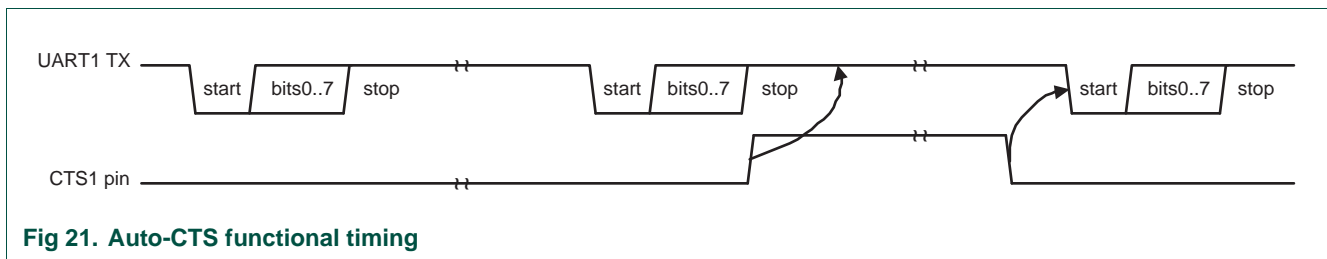 UART1 TX
start bits0..7 stop start bits0..7 stop start bits0..7 stop
CTS1 pin
Fig 21. Auto-CTS functional timing